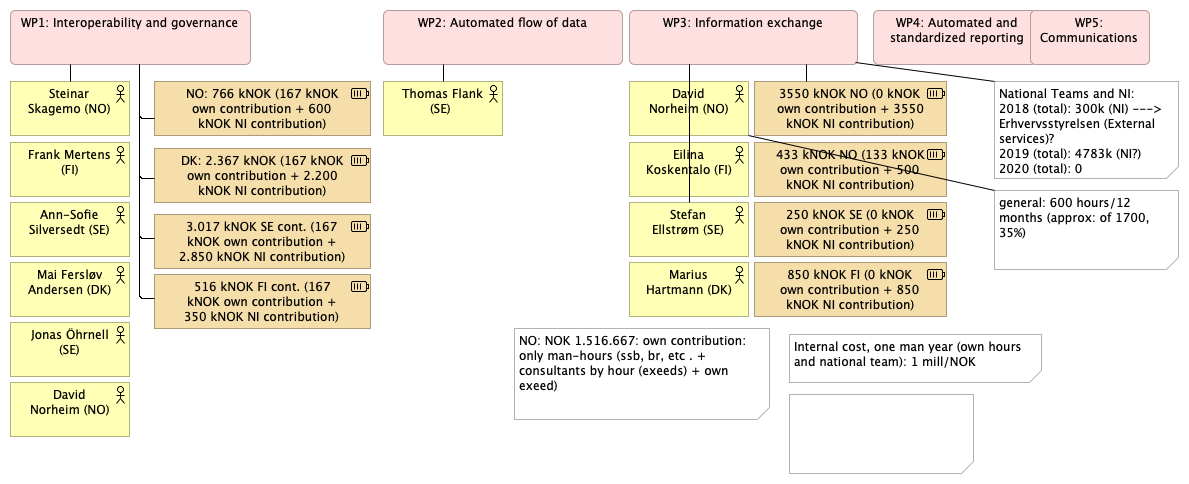 WP1: Interoperability and governance
WP2: Automated flow of data
WP3: Information exchange
WP4: Automated and
standardized reporting
WP5:
Communications
Steinar
Skagemo (NO)
Frank Mertens
(FI)
Ann-Sofie
Silversedt (SE)
Mai Fersløv
Andersen (DK)
Jonas Öhrnell
(SE)
David
Norheim (NO)
NO: 766 kNOK (167 kNOK
own contribution + 600
kNOK NI contribution)
DK: 2.367 kNOK (167 kNOK
own contribution + 2.200
kNOK NI contribution)
3.017 kNOK SE cont. (167
kNOK own contribution +
2.850 kNOK NI contribution)
516 kNOK FI cont. (167
kNOK own contribution +
350 kNOK NI contribution)
Thomas Flank
(SE)
David
Norheim (NO)
Eilina
Koskentalo (FI)
Stefan
Ellstrøm (SE)
Marius
Hartmann (DK)
3550 kNOK NO (0 kNOK
own contribution + 3550
kNOK NI contribution)
433 kNOK NO (133 kNOK
own contribution + 500
kNOK NI contribution)
250 kNOK SE (0 kNOK
own contribution + 250
kNOK NI contribution)
850 kNOK FI (0 kNOK
own contribution + 850
kNOK NI contribution)
National Teams and NI:
2018 (total): 300k (NI) --->
Erhvervsstyrelsen (External
services)?
2019 (total): 4783k (NI?)
2020 (total): 0
general: 600 hours/12
months (approx: of 1700,
35%)
NO: NOK 1.516.667: own contribution:
only man-hours (ssb, br, etc . +
consultants by hour (exeeds) + own
exeed)
Internal cost, one man year (own hours
and national team): 1 mill/NOK